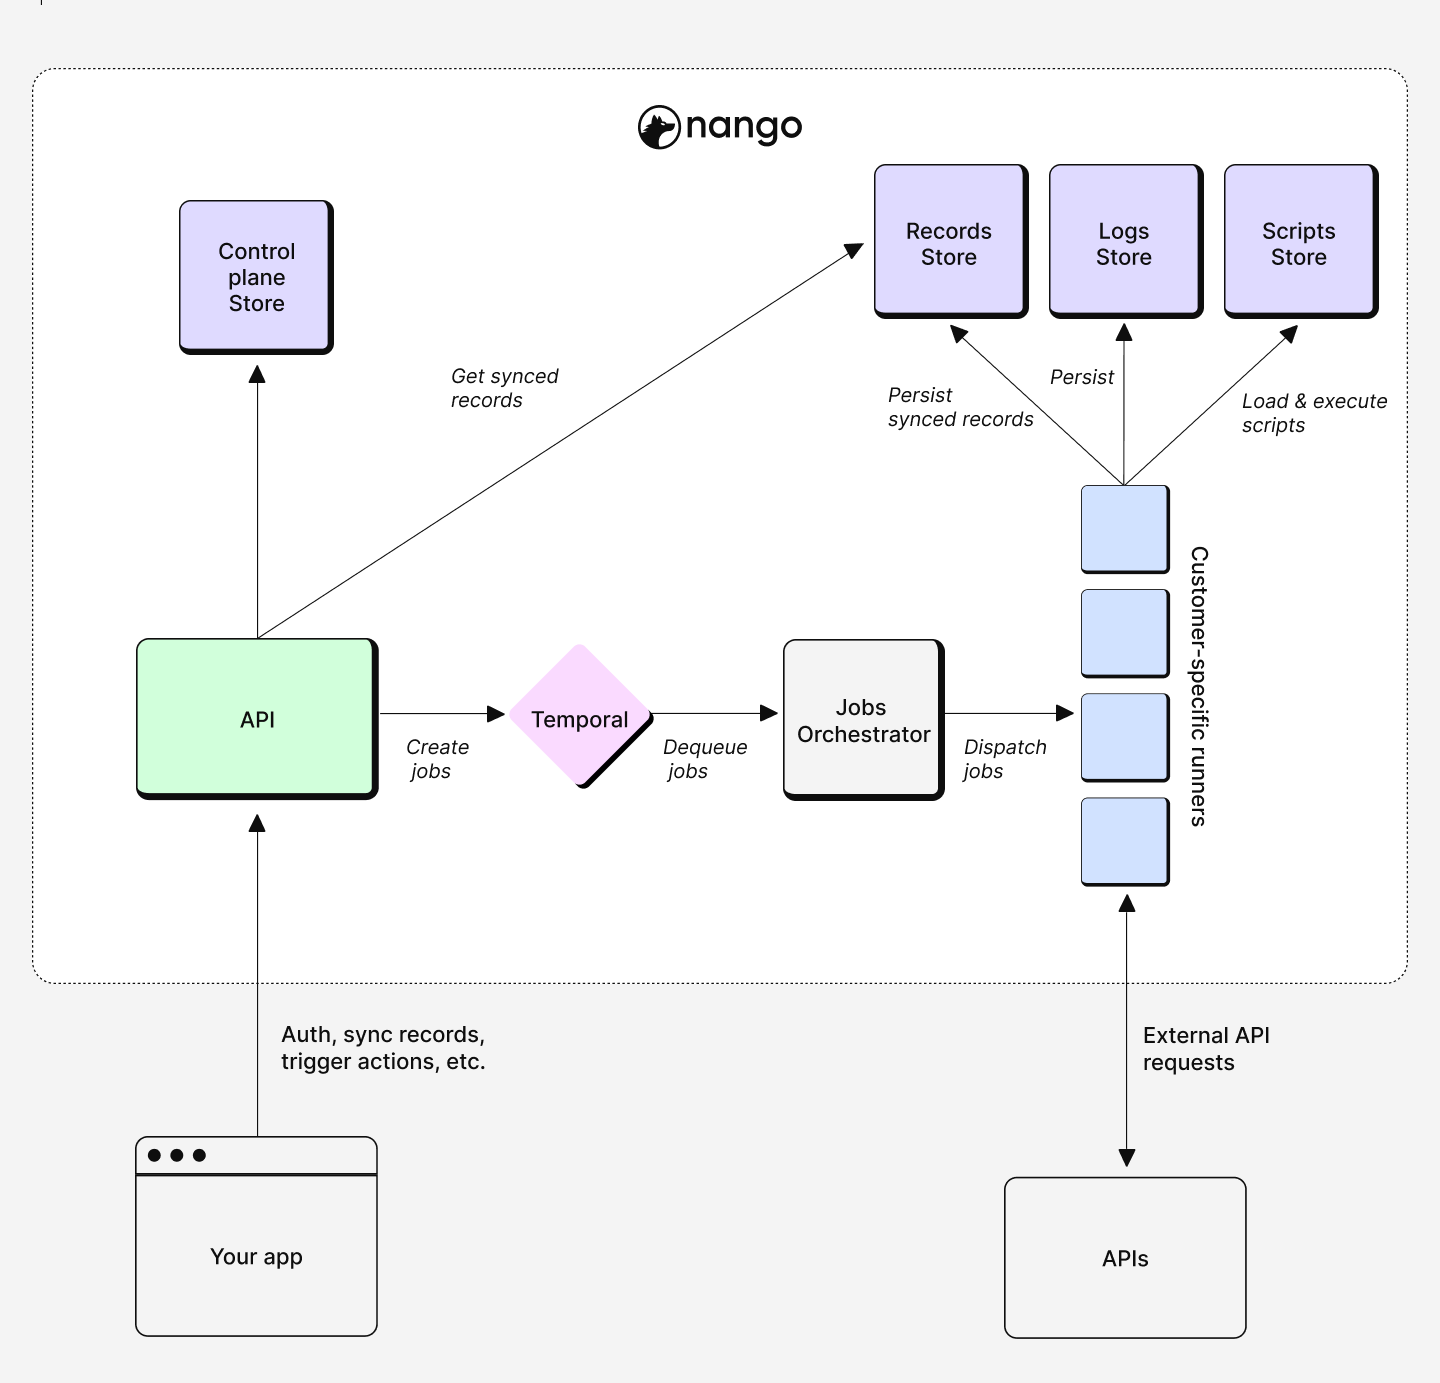 nango
Control
plane
Store
Records
Store
Logs
Store
Scripts
Store
Get synced
records
Persist
synced records
Persist
Load & execute
scripts
Customer-specific runners
API
Create
jobs
Temporal
Dequeue
jobs
Jobs
Orchestrator
Dispatch
jobs
Auth, sync records,
trigger actions, etc.
External API
requests
Your app
APIs